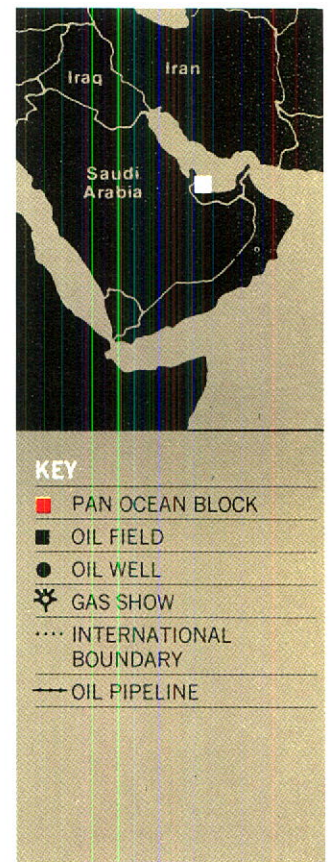 Iran
Iraq
Saudi
Arabia
KEY
PAN OCEAN BLOCK
OIL FIELD
OIL WELL
GAS SHOW
INTERNATIONAL
BOUNDARY
OIL PIPELINE